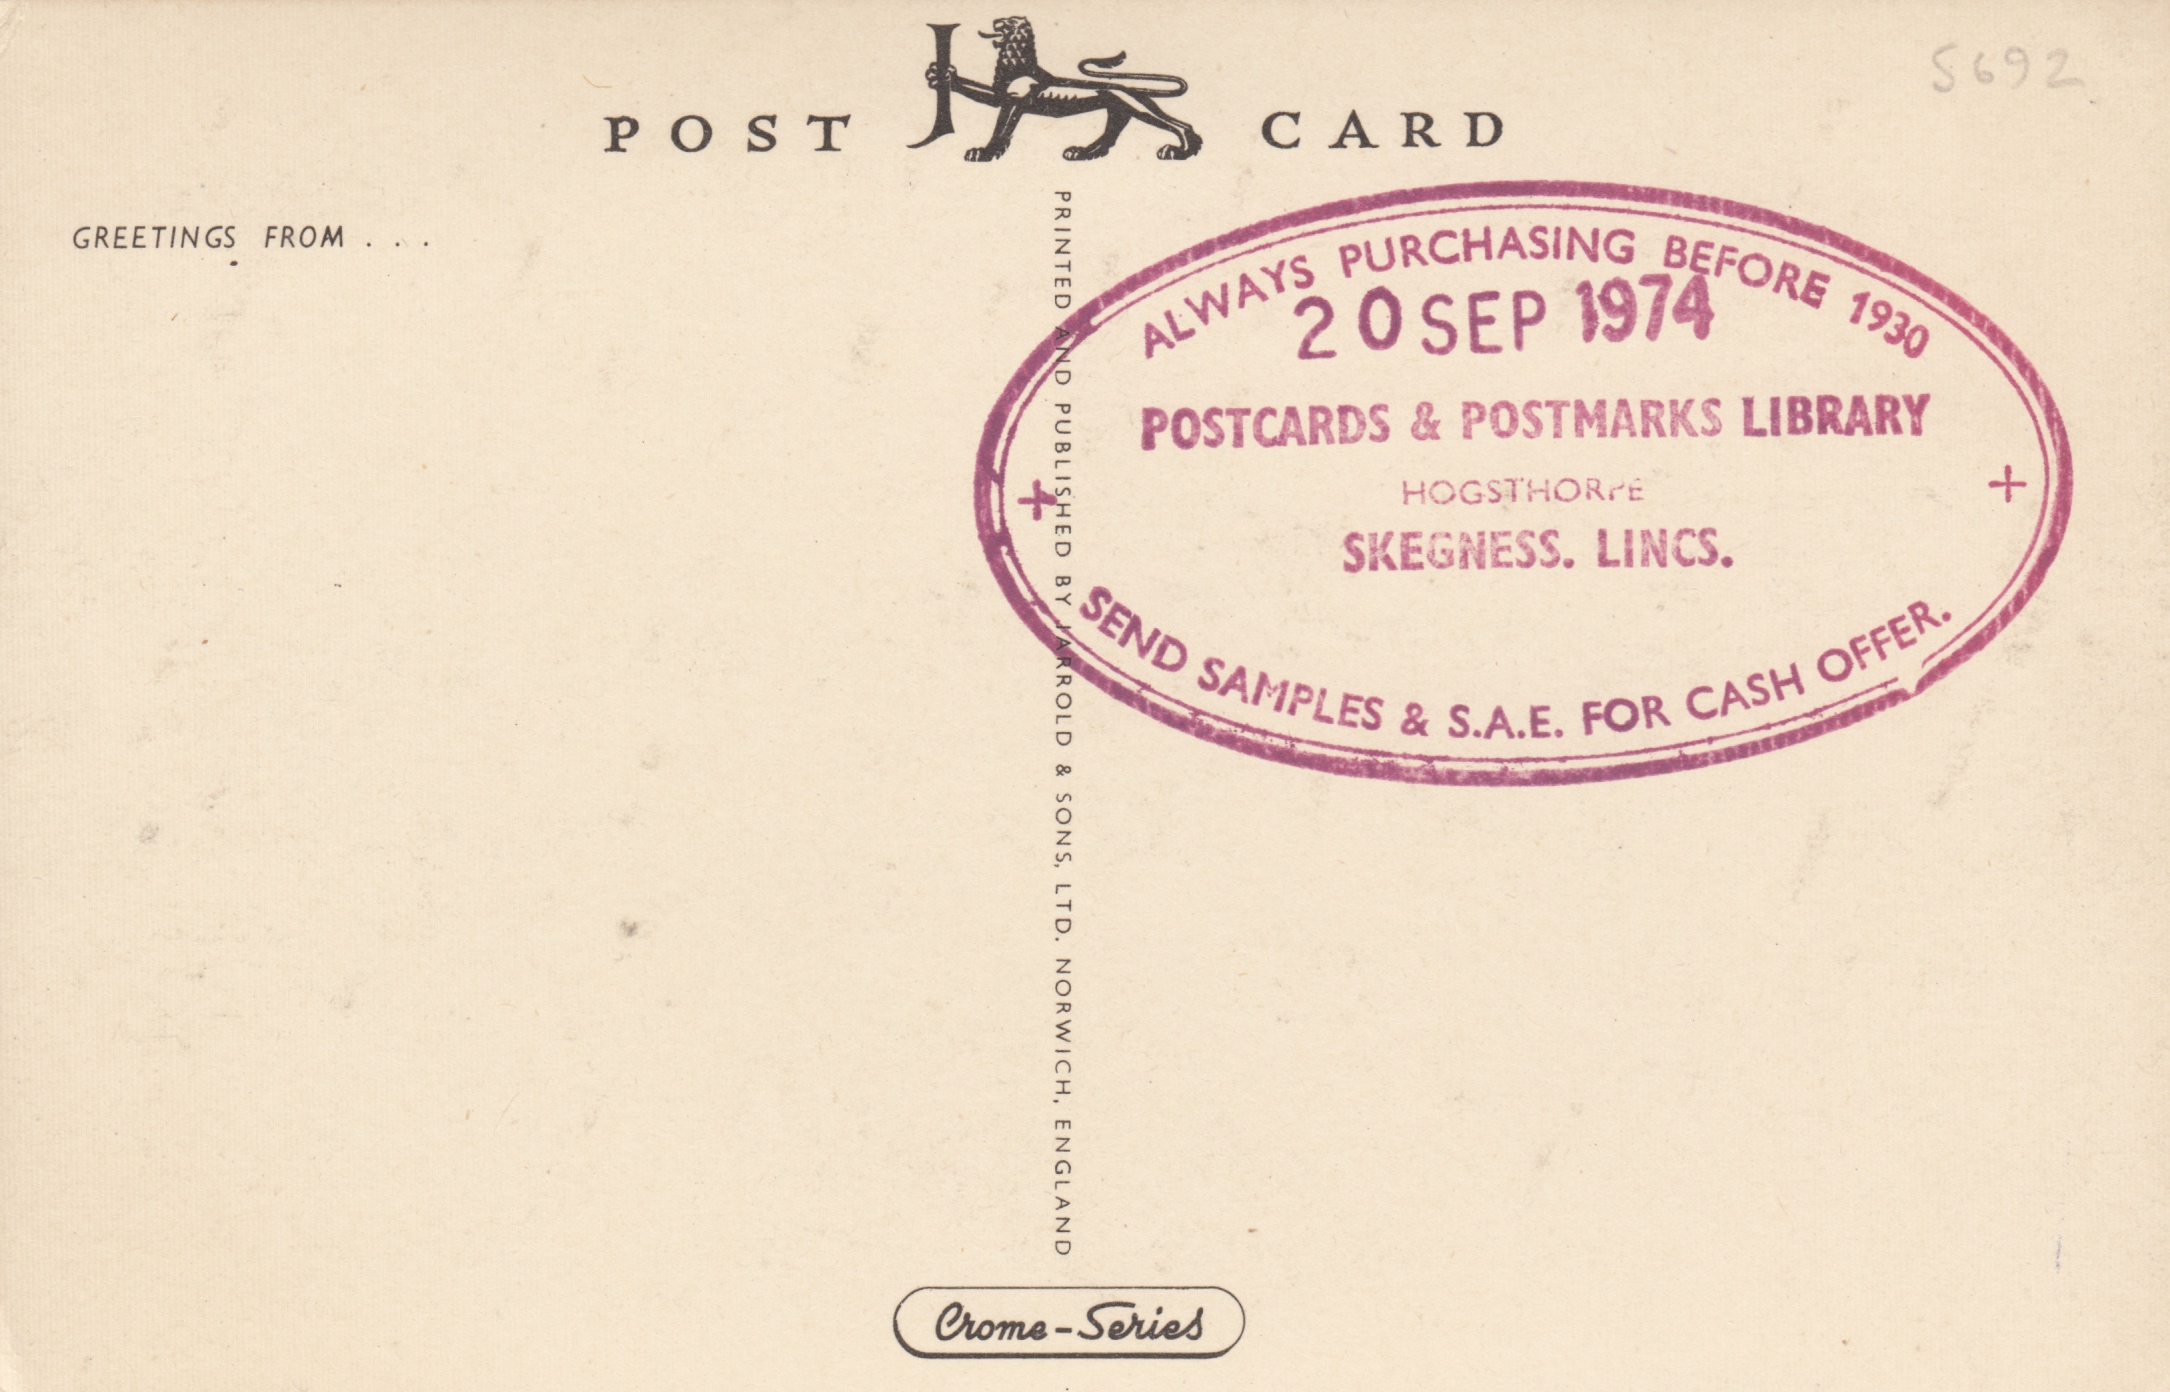 5692
POST CARD
GREETINGS FROM . . .
PRINTED AND PUBLISHED BY JARROLD & SONS, LTD. NORWICH, ENGLAND
ALWAYS PURCHASING BEFORE 1930
20 SEP 1974
POSTCARDS & POSTMARKS LIBRARY
HOGSTHORPE
SKEGNESS. LINCS.
SEND SAMPLES & S.A.E. FOR CASH OFFER.
Crome-Series